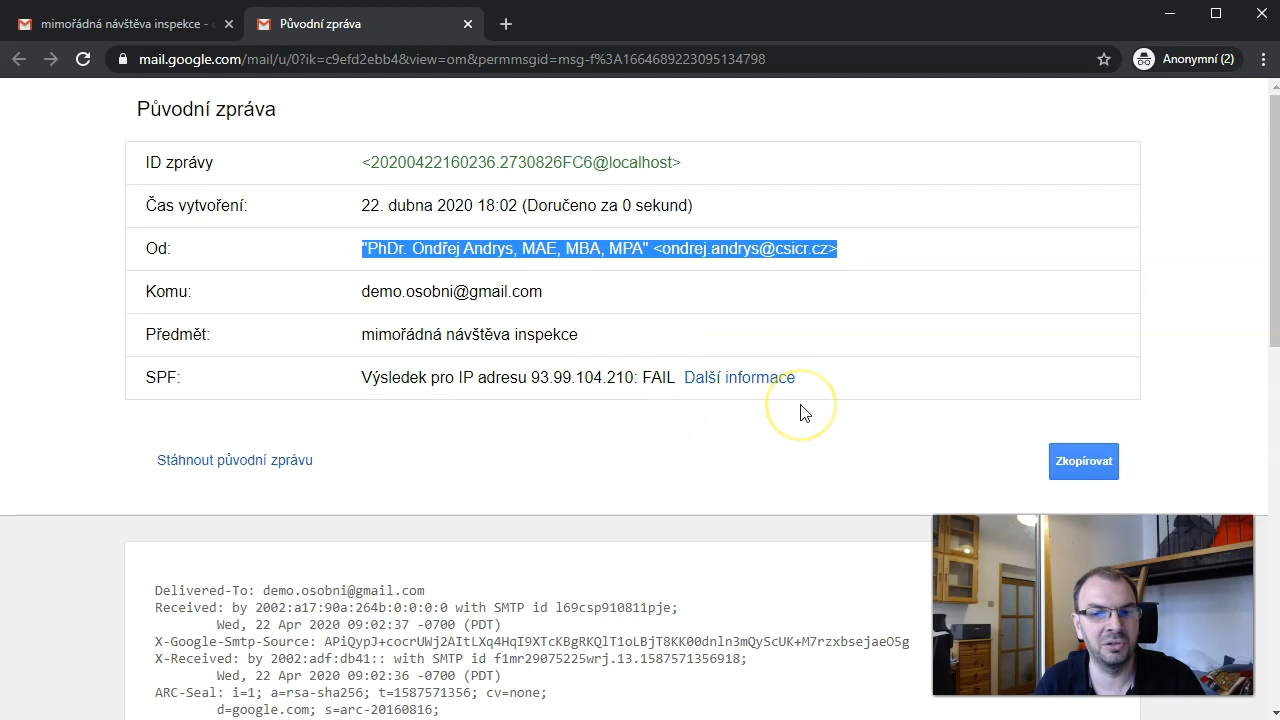 mimořádná návštěva inspekce -
Původní zpráva
mail.google.com/mail/u/0?ik=c9efd2ebb4&view=om&permmsgid=msg-f%3A1664689223095134798
Anonymní (2)
Původní zpráva
ID zprávy <20200422160236.2730826FC6@localhost>
Čas vytvoření: 22. dubna 2020 18:02 (Doručeno za 0 sekund)
Od: "PhDr. Ondřej Andrys, MAE, MBA, MPA" <ondrej.andrys@csicr.cz>
Komu: demo.osobni@gmail.com
Předmět: mimořádná návštěva inspekce
SPF: Výsledek pro IP adresu 93.99.104.210: FAIL Další informace
Stáhnout původní zprávu
Zkopírovat
Delivered-To: demo.osobni@gmail.com
Received: by 2002:a17:90a:264b:0:0:0:0 with SMTP id l69csp910811pje;
Wed, 22 Apr 2020 09:02:37 -0700 (PDT)
X-Google-Smtp-Source: APiQypJ+coroUWj2AItLXq4HqI9XTcKBgRKQlT1oLBjT8KK00dnln3mQyScUK+M7rzxbsejaeO5g
X-Received: by 2002:adf:db41:: with SMTP id f1mr29075225wrj.13.1587571356918;
Wed, 22 Apr 2020 09:02:36 -0700 (PDT)
ARC-Seal: i=1; a=rsa-sha256; t=1587571356; cv=none;
d=google.com; s=arc-20160816;